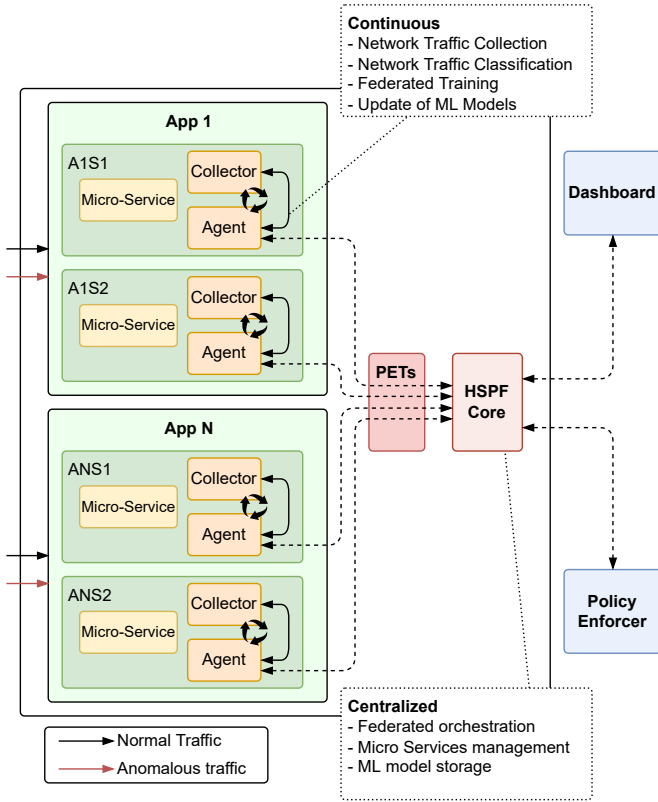 Continuous
- Network Traffic Collection
- Network Traffic Classification
- Federated Training
- Update of ML Models
App 1
A1S1
Collector
Micro-Service
Agent
A1S2
Collector
Micro-Service
Agent
Dashboard
PETs
HSPF
Core
App N
ANS1
Collector
Micro-Service
Agent
ANS2
Collector
Micro-Service
Agent
Policy
Enforcer
Centralized
- Federated orchestration
- Micro Services management
- ML model storage
Normal Traffic
Anomalous traffic